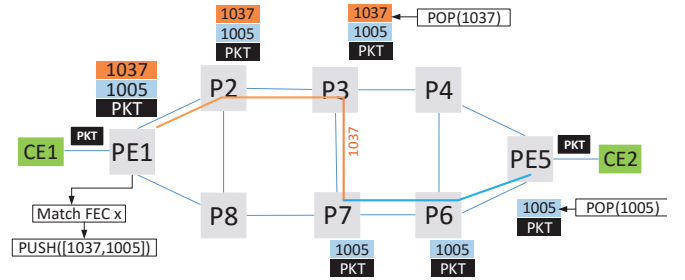 1037
1005
PKT
1037
1005
PKT
POP(1037)
1037
1005
PKT
P2
P3
P4
PKT
CE1
PE1
1037
PE5
PKT
CE2
Match FEC x
PUSH([1037,1005])
P8
P7
P6
1005
PKT
1005
PKT
1005
PKT
POP(1005)